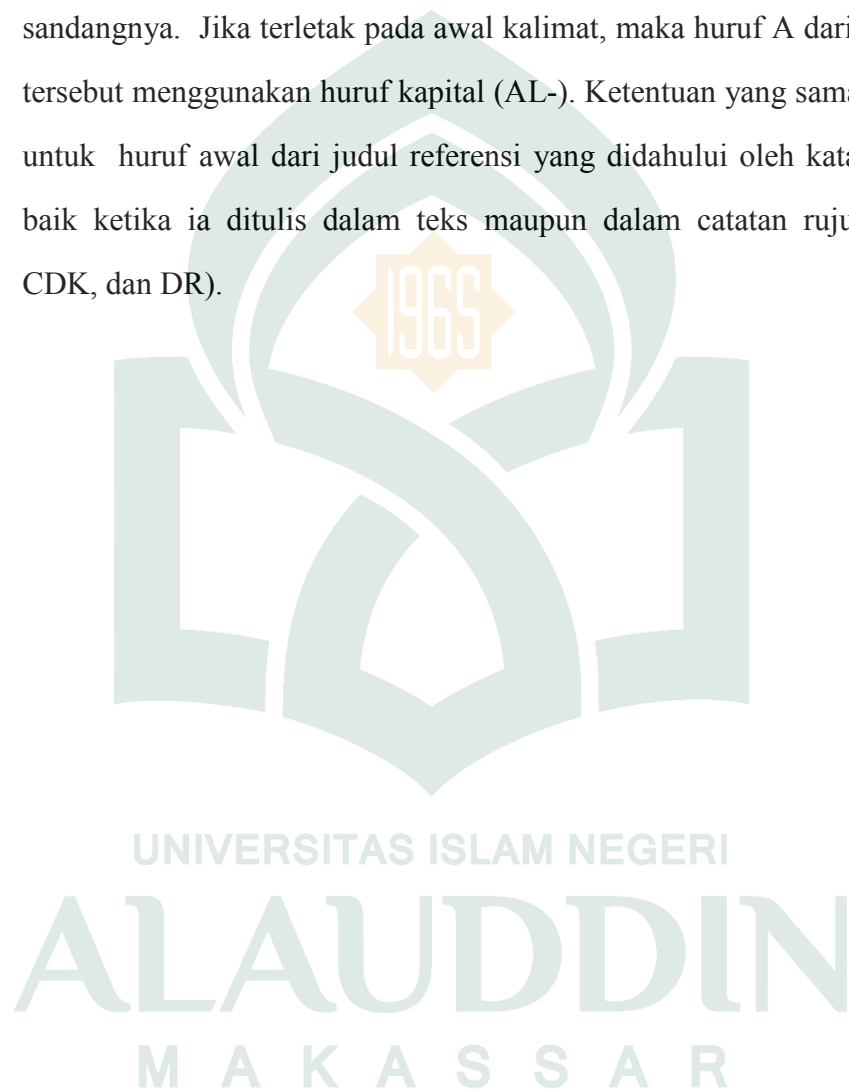 sandangnya. Jika terletak pada awal kalimat, maka huruf A dari
tersebut menggunakan huruf kapital (AL-). Ketentuan yang sama
untuk huruf awal dari judul referensi yang didahului oleh kata
baik ketika ia ditulis dalam teks maupun dalam catatan ruju
CDK, dan DR).
1965
UNIVERSITAS ISLAM NEGERI
ALAUDDIN
MAKASSAR